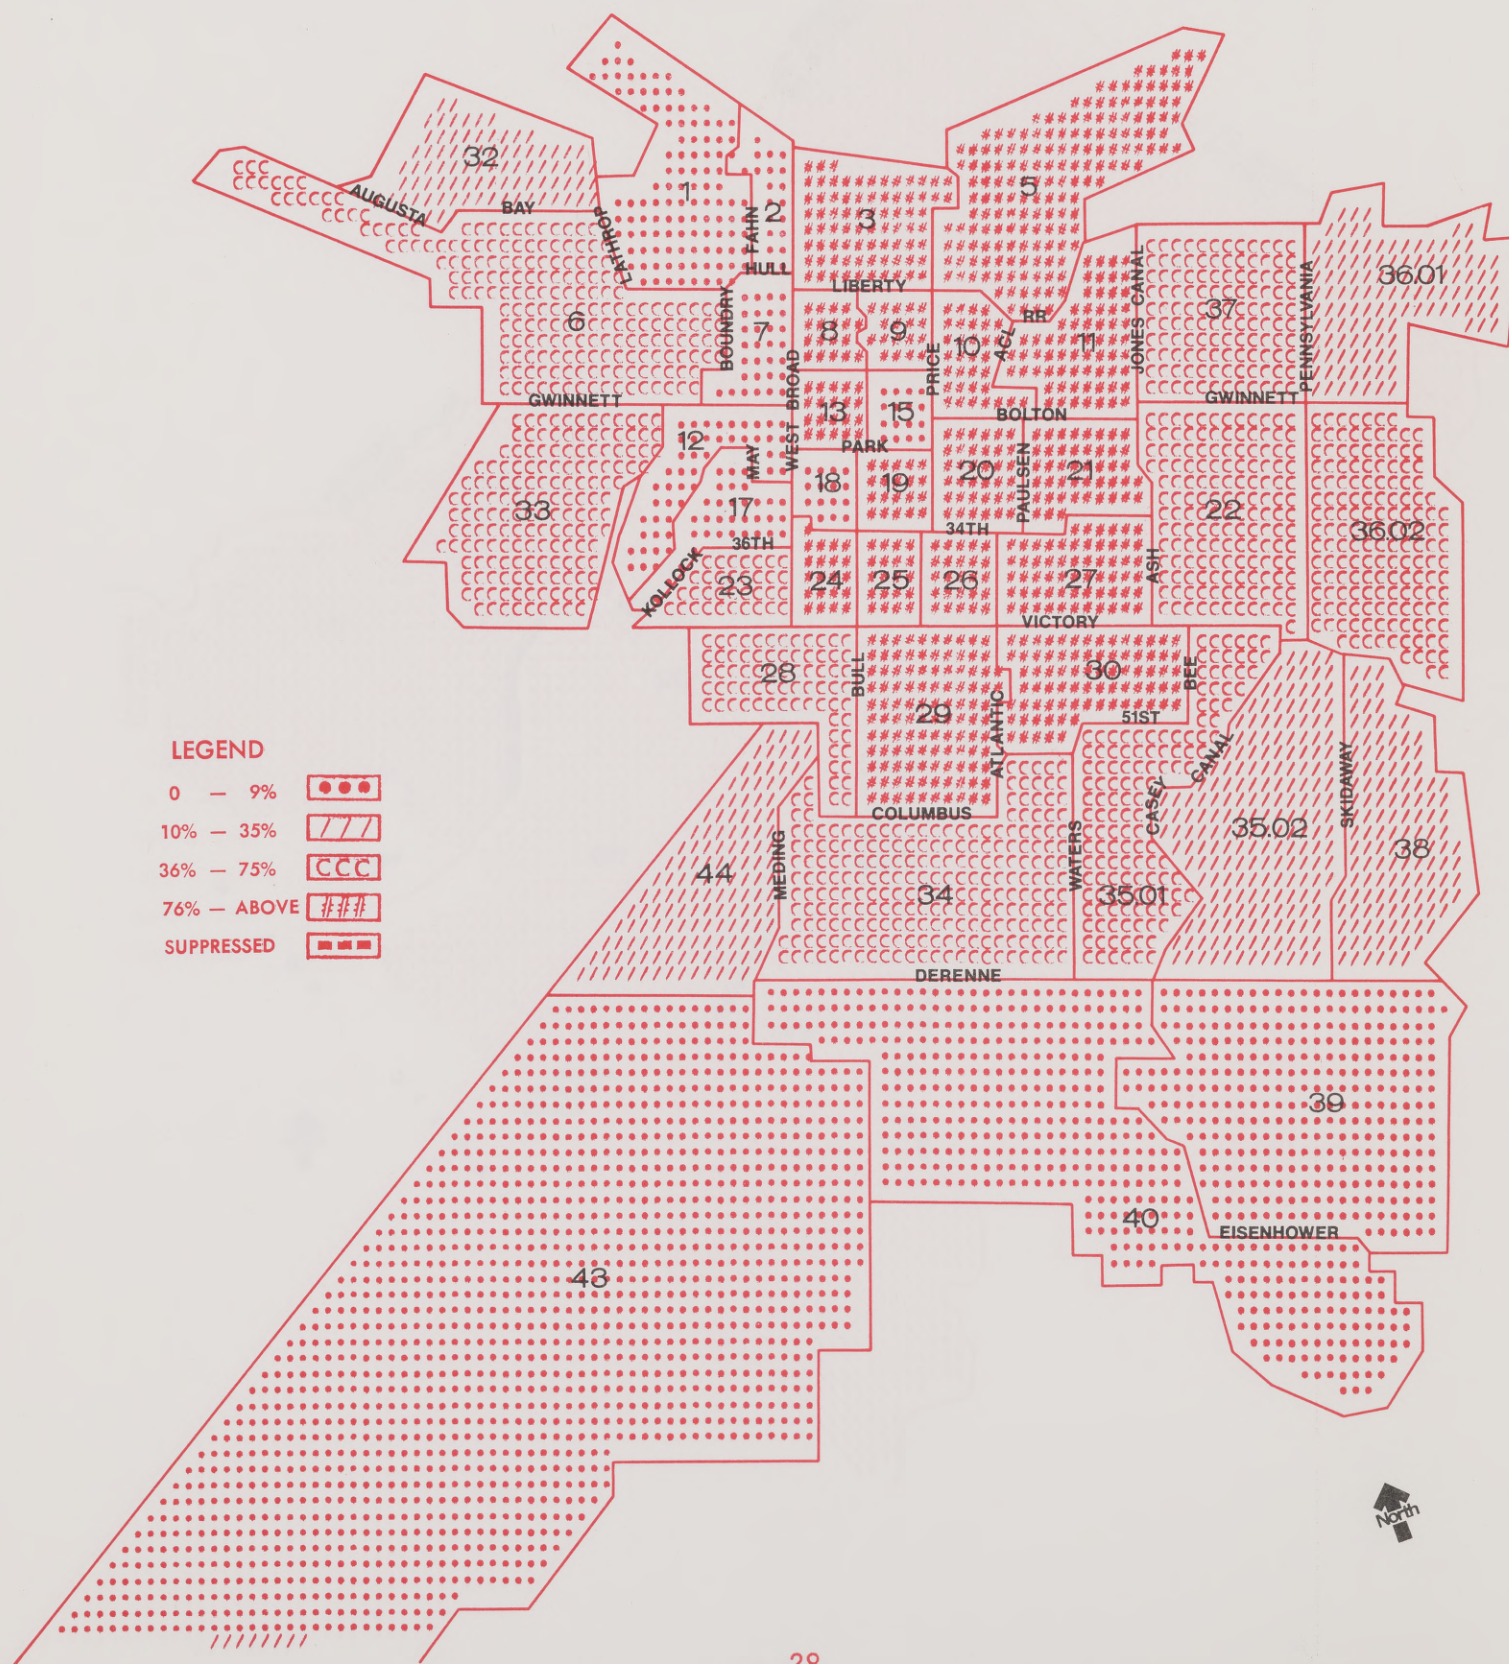 32
AUGUSTA
BAY
LATHROP
1
FAHN
2
HULL
3
5
LIBERTY
6
BOUNDRY
7
8
9
PRICE
10
ACL
RR
11
JONES CANAL
37
PENNSYLVANIA
36.01
GWINNETT
GWINNETT
WEST BROAD
13
15
BOLTON
PARK
12
MAY
18
19
20
PAULSEN
21
22
36.02
33
17
36TH
34TH
KOLLOCK
23
24
25
26
27
ASH
VICTORY
28
BULL
29
ATLANTIC
30
BEE
51ST
CASEY CANAL
SKIDAWAY
COLUMBUS
44
MEDING
34
WATERS
35.01
35.02
38
DERENNE
LEGEND
0 — 9%
10% — 35%
36% — 75%
76% — ABOVE
SUPPRESSED
39
40
EISENHOWER
43
North